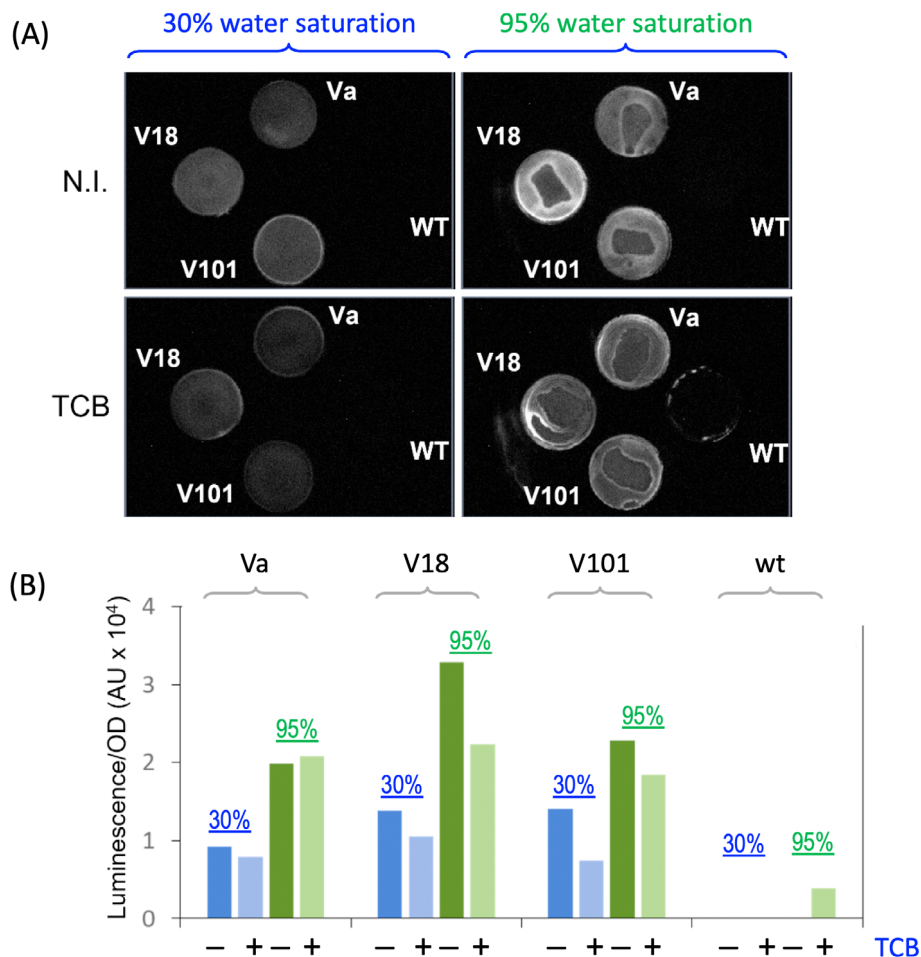 (A)
30% water saturation
95% water saturation
N.I.
Va
V18
WT
V101
Va
V18
WT
V101
TCB
Va
V18
WT
V101
Va
V18
WT
V101
(B)
Va
V18
V101
wt
Luminescence/OD (AU x 10⁴)
4
3
2
1
0
30%
95%
30%
95%
30%
95%
30%
95%
– + – +
– + – +
– + – +
– + – +
TCB